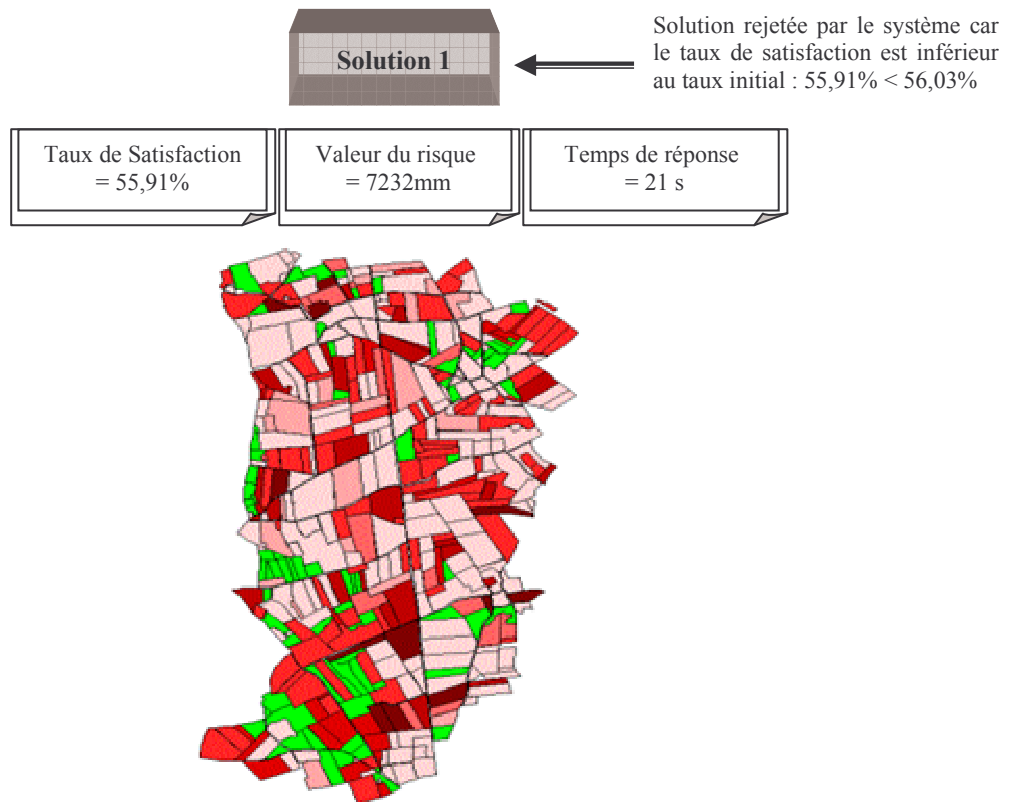 Solution 1
Solution rejetée par le système car
le taux de satisfaction est inférieur
au taux initial : 55,91% < 56,03%
Taux de Satisfaction
= 55,91%
Valeur du risque
= 7232mm
Temps de réponse
= 21 s